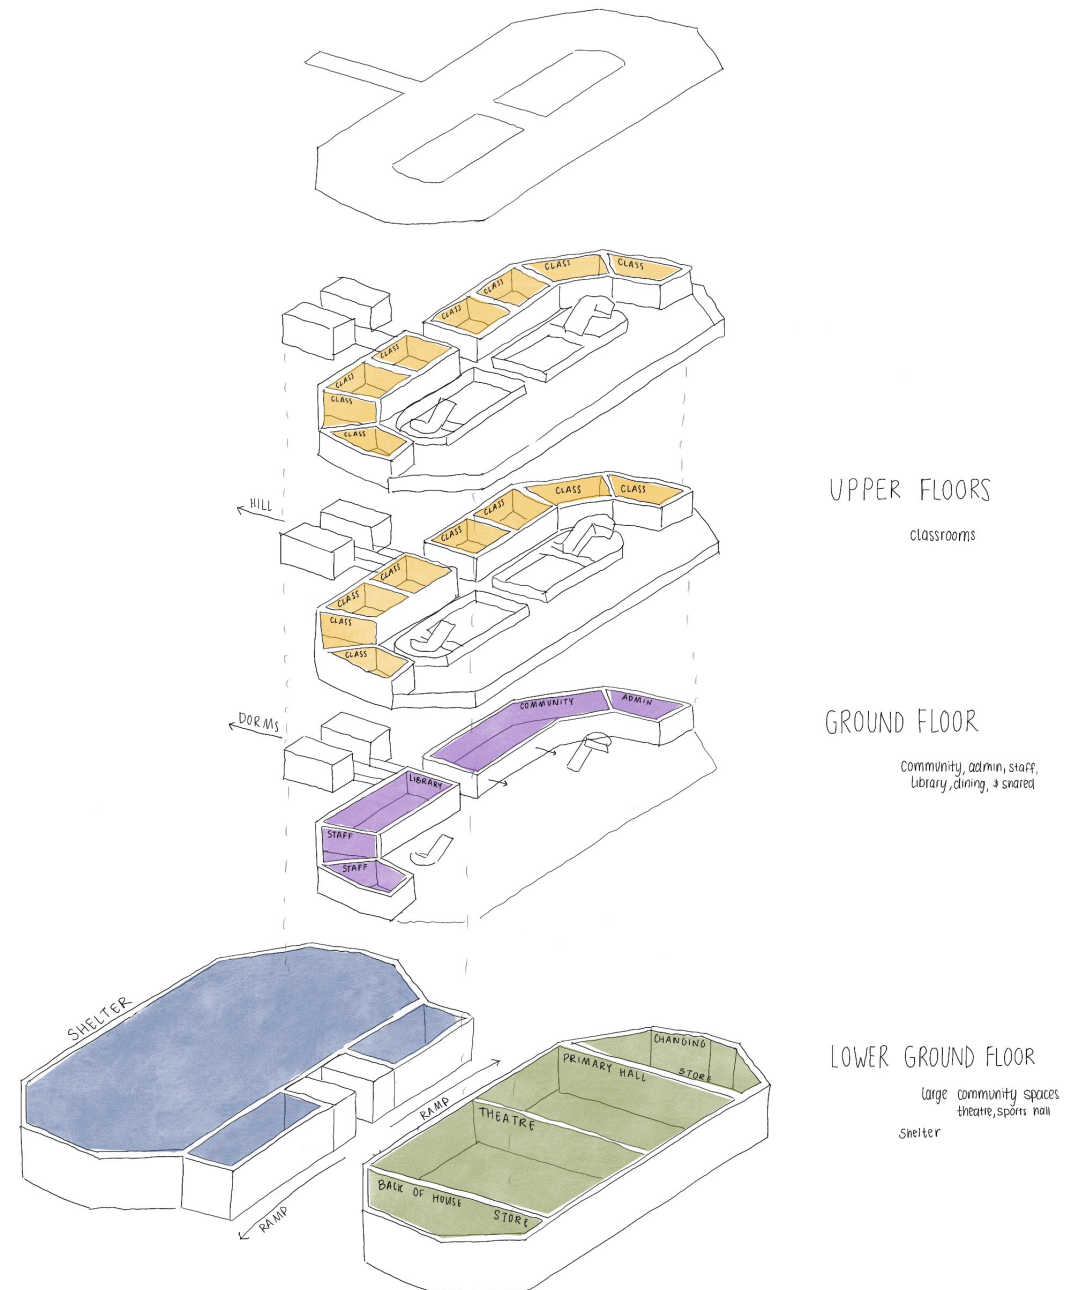 CLASS
CLASS
CLASS
CLASS
CLASS
CLASS
CLASS
CLASS
HILL
UPPER FLOORS
classrooms
CLASS
CLASS
CLASS
CLASS
CLASS
CLASS
CLASS
CLASS
DORMS
COMMUNITY
ADMIN
GROUND FLOOR
Community, admin, staff,
library, dining, & shared
LIBRARY
STAFF
STAFF
SHELTER
CHANGING
STORE
PRIMARY HALL
RAMP
THEATRE
BACK OF HOUSE
STORE
RAMP
LOWER GROUND FLOOR
large community spaces
theatre, sports hall
Shelter